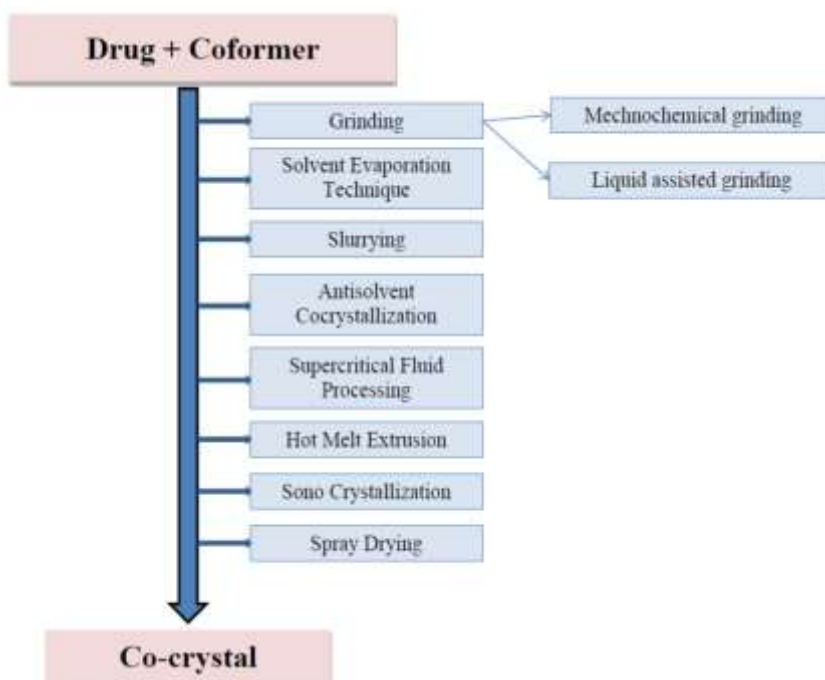 Drug + Coformer
Grinding
Mechnochemical grinding
Liquid assisted grinding
Solvent Evaporation
Technique
Slurrying
Antisolvent
Cocrystallization
Supercritical Fluid
Processing
Hot Melt Extrusion
Sono Crystallization
Spray Drying
Co-crystal